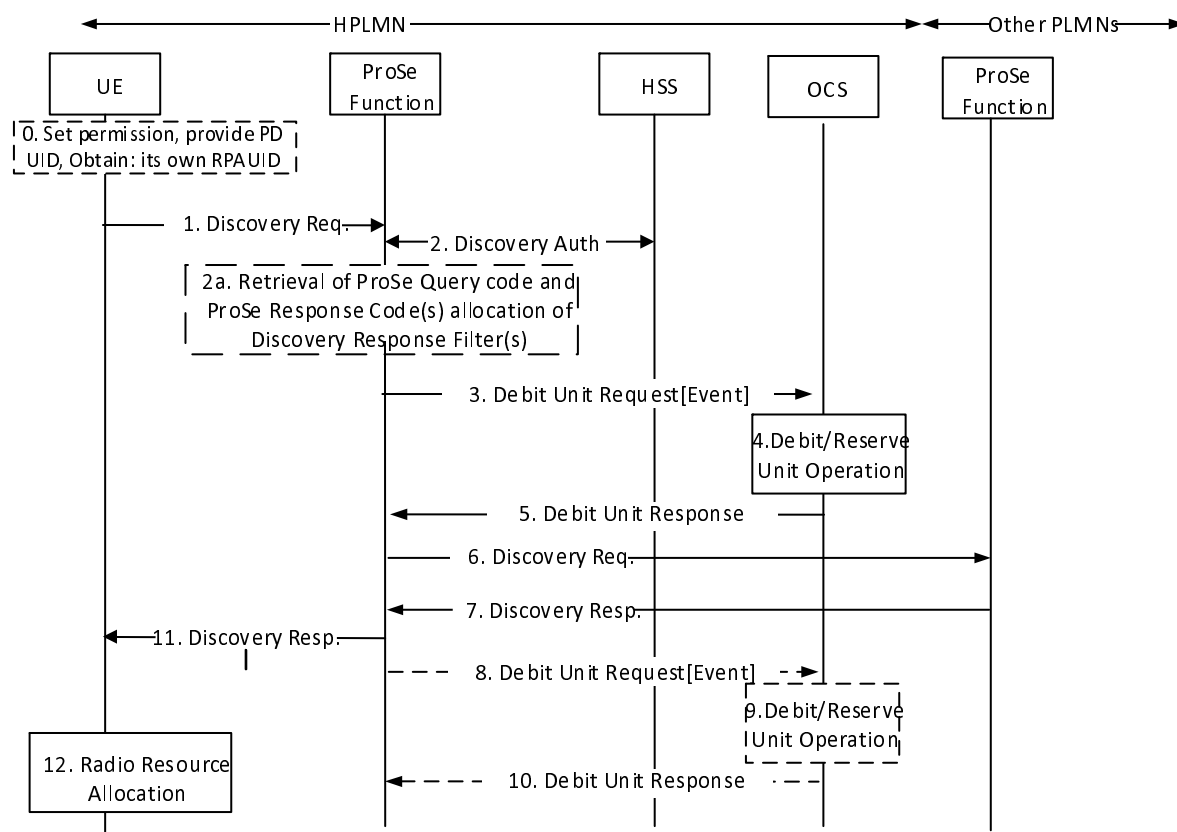 HPLMN
Other PLMNs
UE
ProSe
Function
HSS
OCS
ProSe
Function
0. Set permission, provide PD
UID, Obtain: its own RPAUID
1. Discovery Req.
2. Discovery Auth
2a. Retrieval of ProSe Query code and
ProSe Response Code(s) allocation of
Discovery Response Filter(s)
3. Debit Unit Request[Event]
4.Debit/Reserve
Unit Operation
5. Debit Unit Response
6. Discovery Req.
7. Discovery Resp.
11. Discovery Resp.
8. Debit Unit Request[Event]
9.Debit/Reserve
Unit Operation
10. Debit Unit Response
12. Radio Resource
Allocation